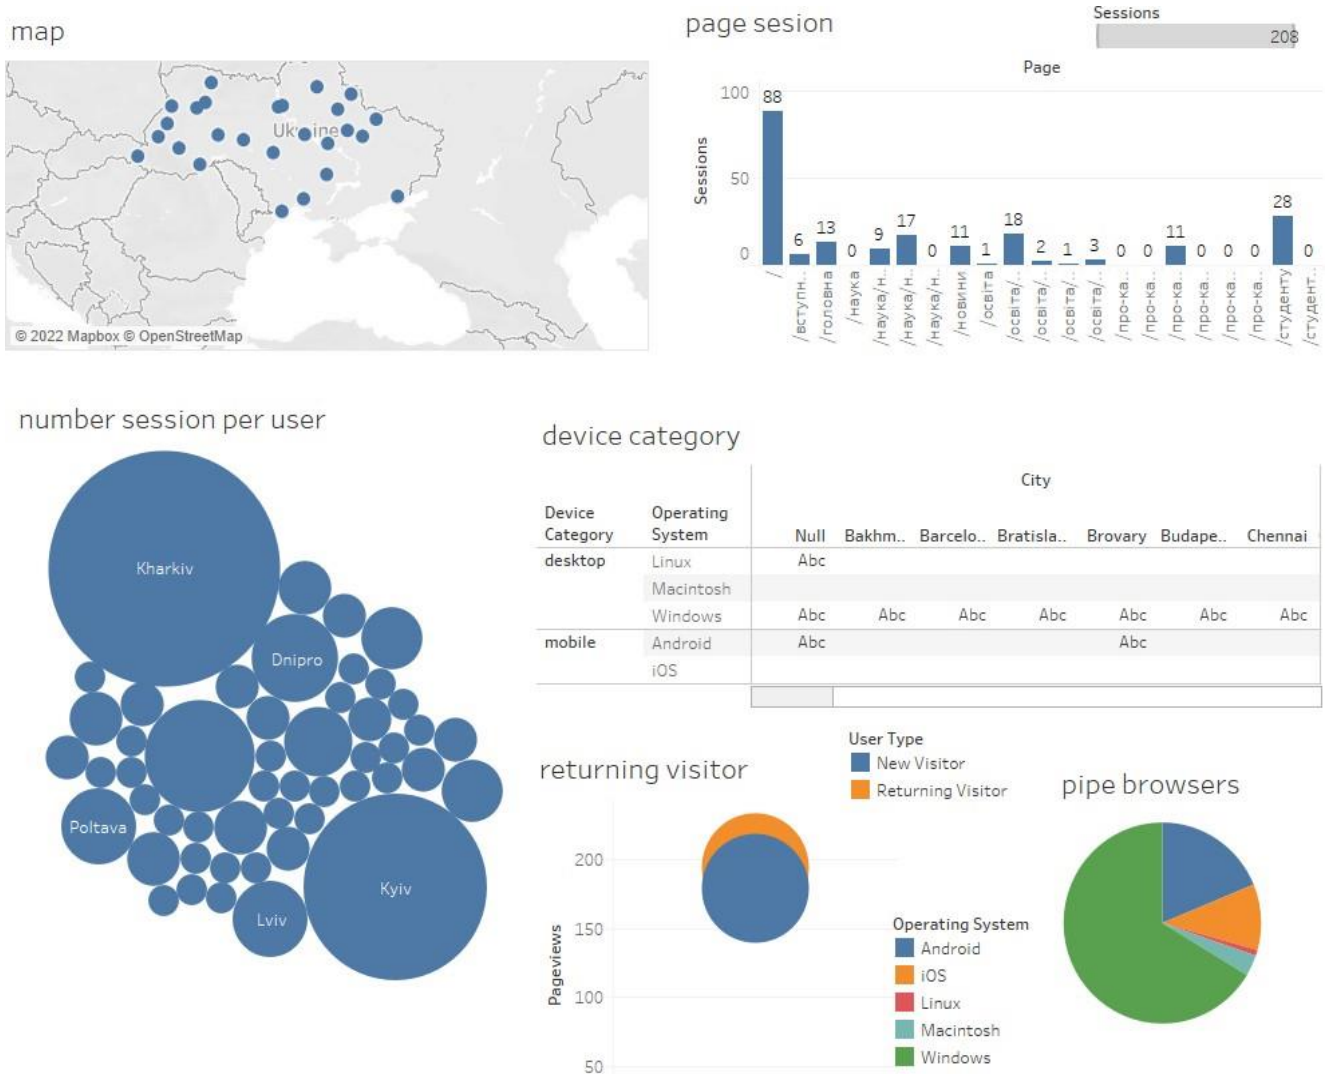 map
Ukraine
© 2022 Mapbox © OpenStreetMap
page sesion
Sessions
208
Page
Sessions
100
50
0
88
6
13
0
9
17
0
11
1
18
2
1
3
0
0
11
0
0
0
28
0
/
/вступн..
/головна
/наука
/наука/н..
/наука/н..
/наука/н..
/новини
/освіта
/освіта/..
/освіта/..
/освіта/..
/освіта/..
/про-ка..
/про-ка..
/про-ка..
/про-ка..
/про-ка..
/про-ка..
/студенту
/студент..
number session per user
Kharkiv
Dnipro
Poltava
Kyiv
Lviv
device category
City
Device Operating
Category System Null Bakhm.. Barcelo.. Bratisla.. Brovary Budape.. Chennai
desktop Linux Abc
Macintosh
Windows Abc Abc Abc Abc Abc Abc Abc
mobile Android Abc Abc
iOS
returning visitor
User Type
New Visitor
Returning Visitor
Pageviews
200
150
100
50
pipe browsers
Operating System
Android
iOS
Linux
Macintosh
Windows